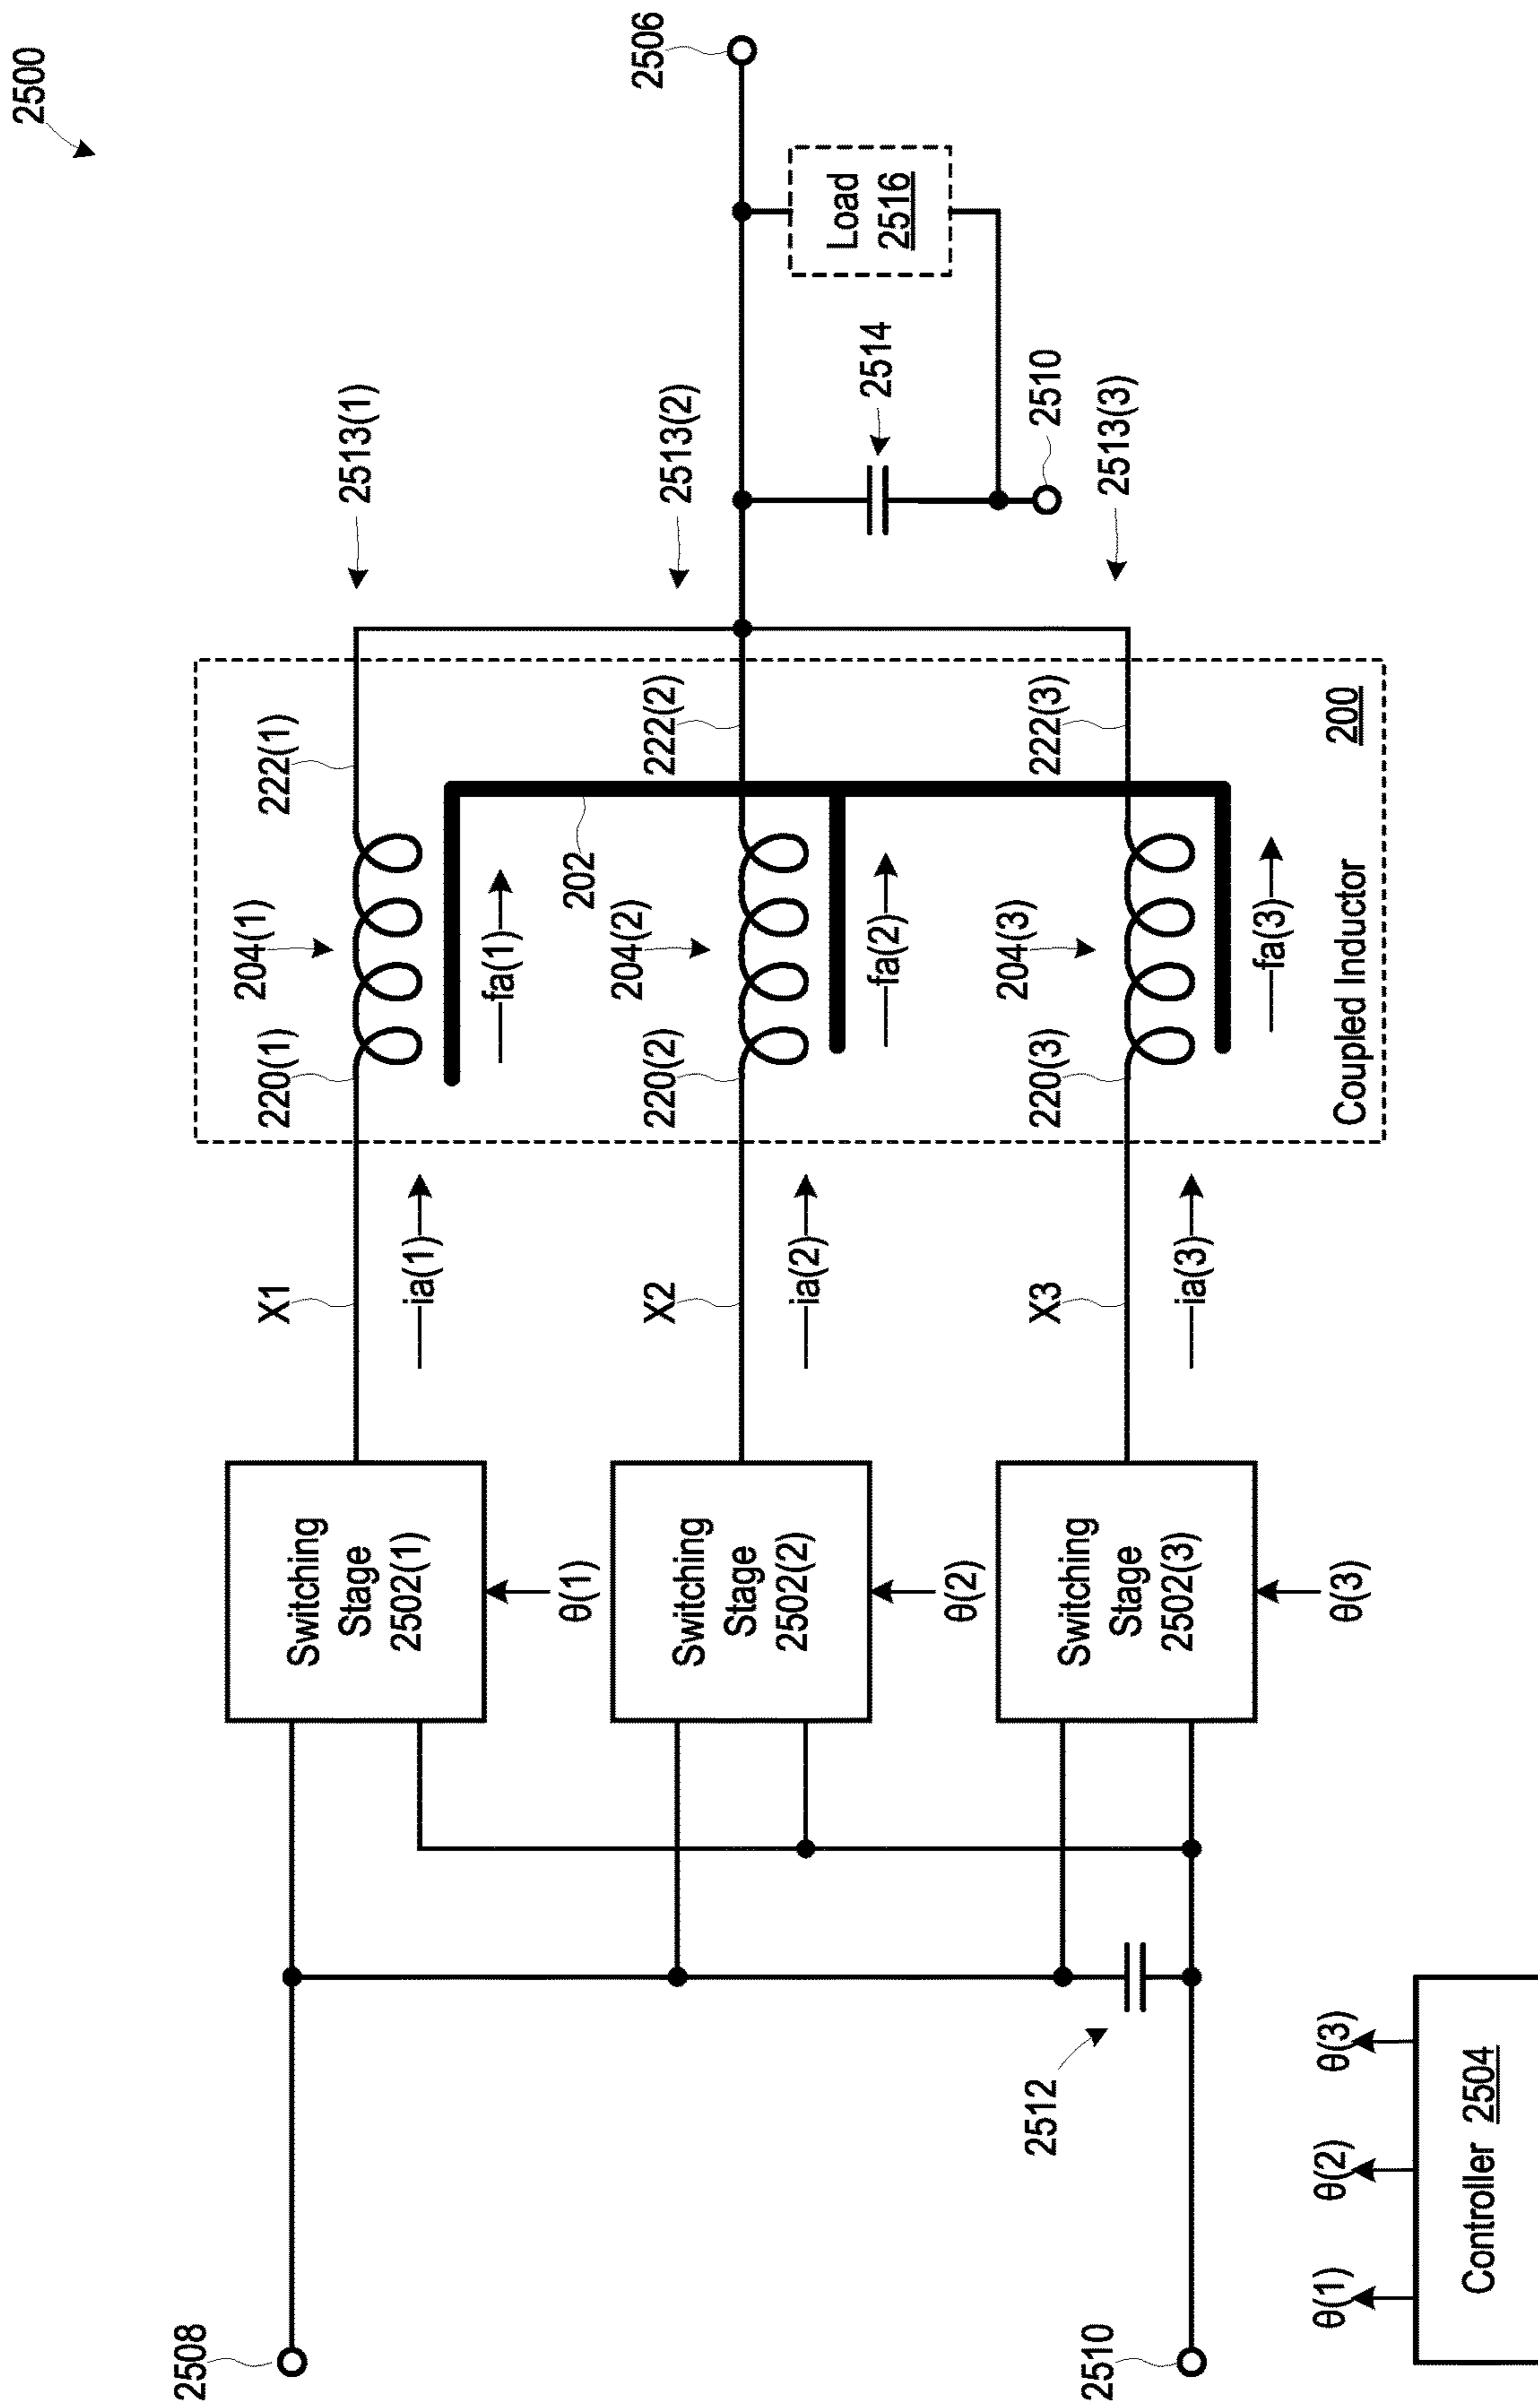 2500
2508
2510
2512
Switching
Stage
2502(1)
θ(1)
Switching
Stage
2502(2)
θ(2)
Switching
Stage
2502(3)
θ(3)
θ(1)
θ(2)
θ(3)
Controller 2504
X1
ia(1)
X2
ia(2)
X3
ia(3)
220(1)
204(1)
222(1)
fa(1)
202
220(2)
204(2)
222(2)
fa(2)
220(3)
204(3)
222(3)
fa(3)
Coupled Inductor
200
2513(1)
2513(2)
2513(3)
2514
2510
Load
2516
2506